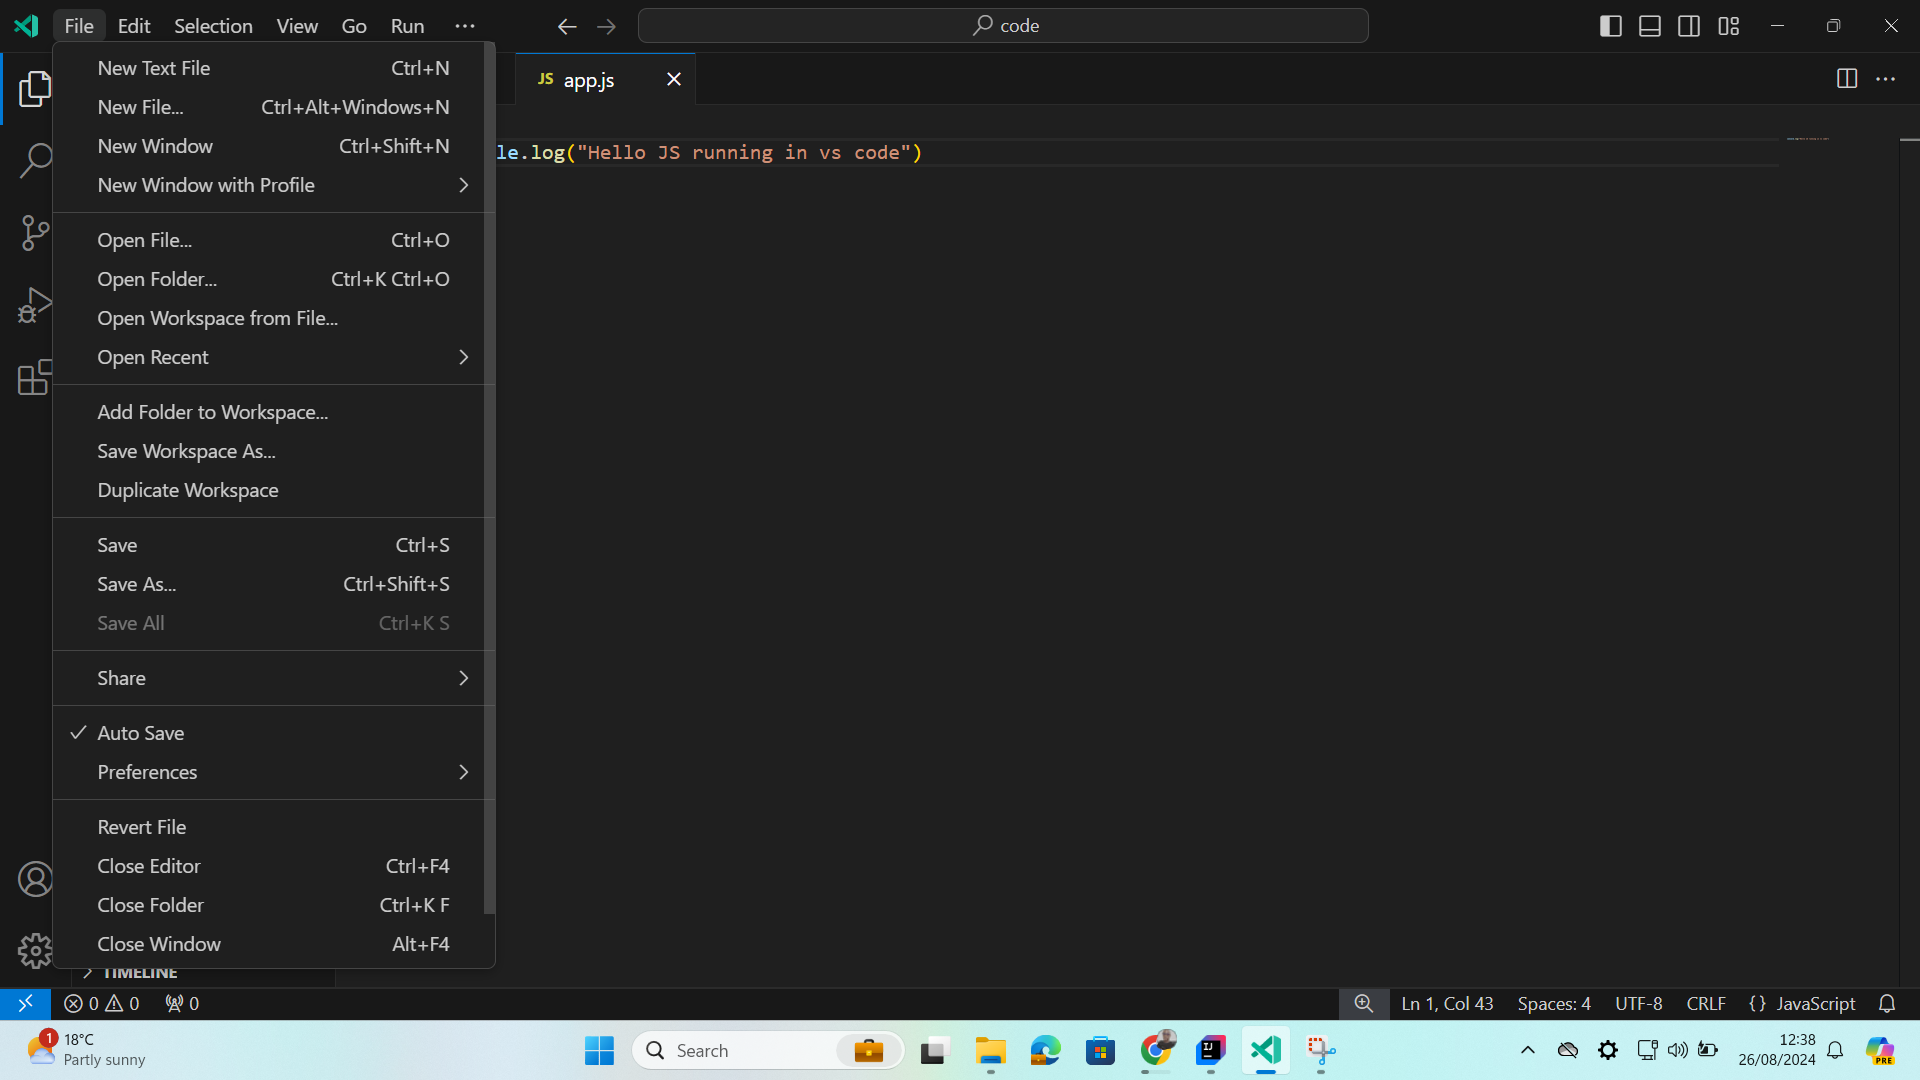 File Edit Selection View Go Run ···
code
New Text File Ctrl+N
New File... Ctrl+Alt+Windows+N
New Window Ctrl+Shift+N
New Window with Profile
Open File... Ctrl+O
Open Folder... Ctrl+K Ctrl+O
Open Workspace from File...
Open Recent
Add Folder to Workspace...
Save Workspace As...
Duplicate Workspace
Save Ctrl+S
Save As... Ctrl+Shift+S
Save All Ctrl+K S
Share
Auto Save
Preferences
Revert File
Close Editor Ctrl+F4
Close Folder Ctrl+K F
Close Window Alt+F4
TIMELINE
JS app.js
le.log("Hello JS running in vs code")
0 0 0
Ln 1, Col 43 Spaces: 4 UTF-8 CRLF {} JavaScript
1 18°C
Partly sunny
Search
IJ
12:38
26/08/2024
PRE